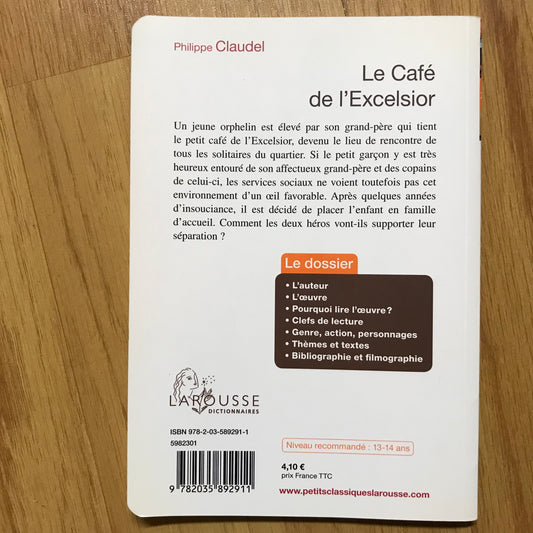 Philippe Claudel
Le Café
de l'Excelsior
Un jeune orphelin est élevé par son grand-père qui tient
le petit café de l'Excelsior, devenu le lieu de rencontre de
tous les solitaires du quartier. Si le petit garçon y est très
heureux entouré de son affectueux grand-père et des copains
de celui-ci, les services sociaux ne voient toutefois pas cet
environnement d'un œil favorable. Après quelques années
d'insouciance, il est décidé de placer l'enfant en famille
d'accueil. Comment les deux héros vont-ils supporter leur
séparation ?
Le dossier
• L'auteur
• L'œuvre
• Pourquoi lire l'œuvre ?
• Clefs de lecture
• Genre, action, personnages
• Thèmes et textes
• Bibliographie et filmographie
LAROUSSE
DICTIONNAIRES
ISBN 978-2-03-589291-1
5982301
Niveau recommandé : 13-14 ans
4,10 €
prix France TTC
9 782035 892911
www.petitsclassiqueslarousse.com